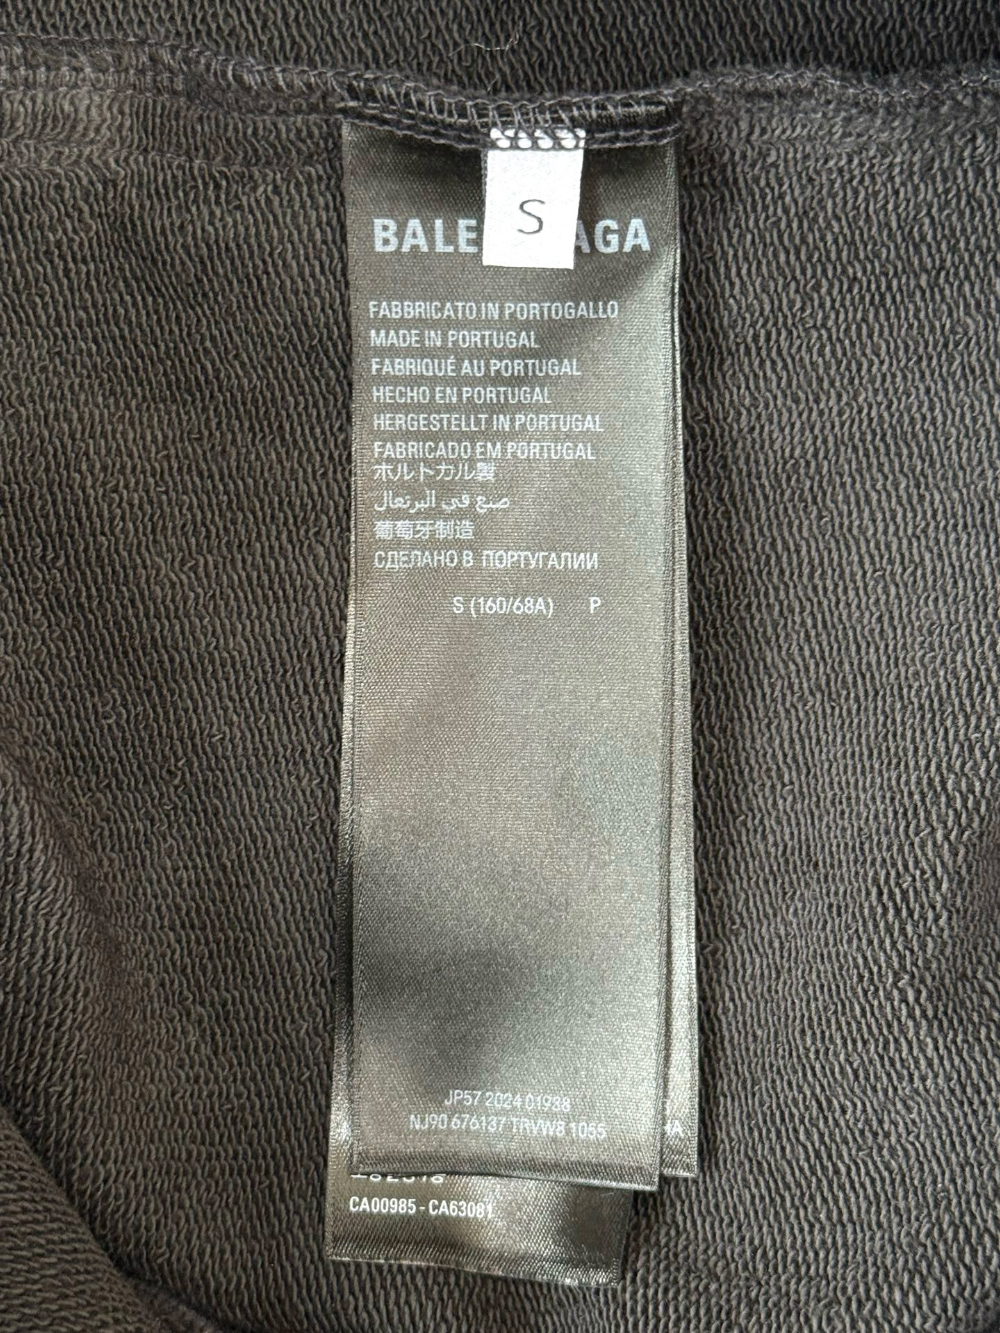 S
BALE AGA
FABBRICATO IN PORTOGALLO
MADE IN PORTUGAL
FABRIQUÉ AU PORTUGAL
HECHO EN PORTUGAL
HERGESTELLT IN PORTUGAL
FABRICADO EM PORTUGAL
ポルトカル製
صنع في البرتغال
葡萄牙制造
СДЕЛАНО В ПОРТУГАЛИИ
S (160/68A) P
JP57 2024 01938
NJ90 676137 TRVW8 1055
CA00985 - CA63081